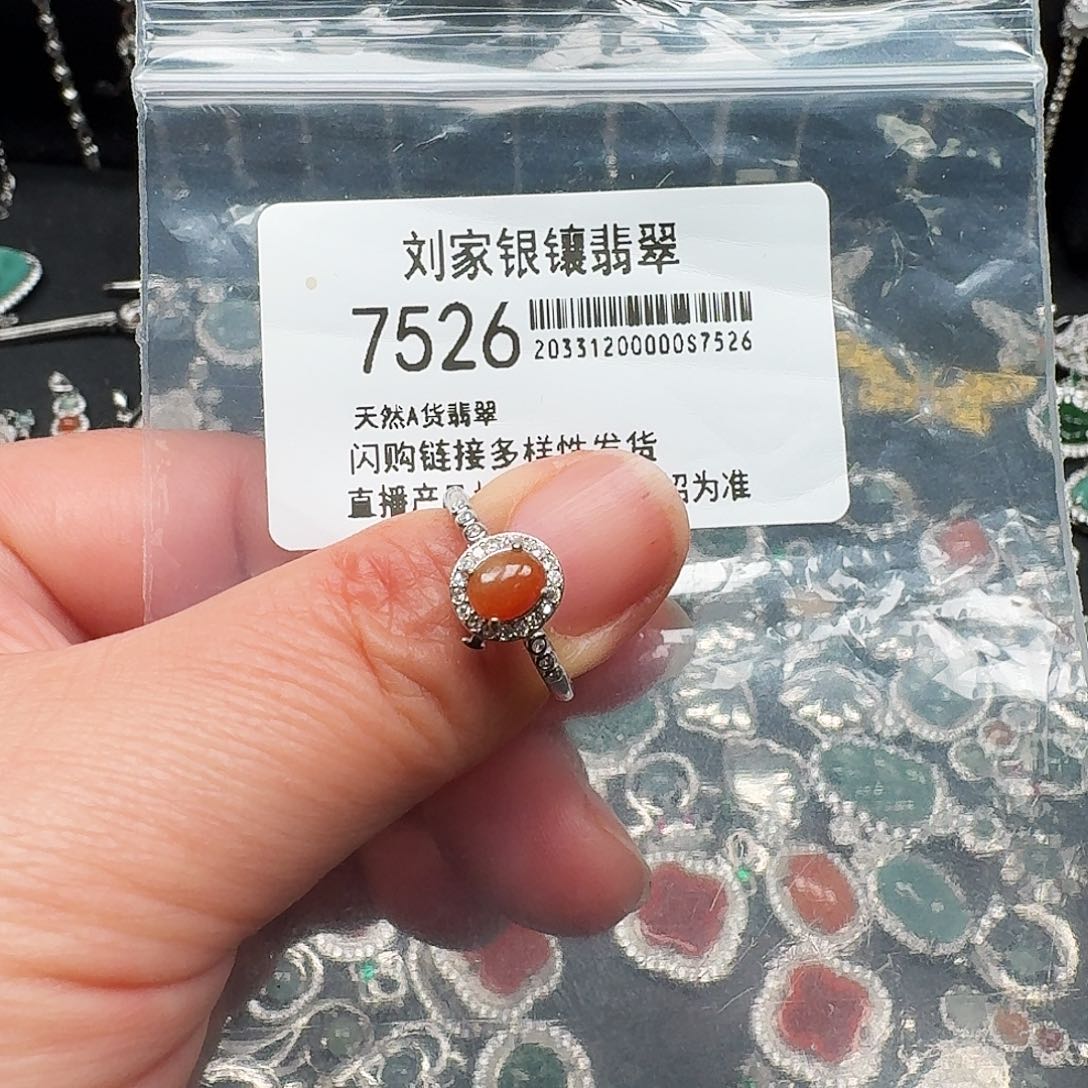 刘家银镶翡翠
7526
20331200000S7526
天然A货翡翠
闪购链接多样性发货
直播产品 绍为准